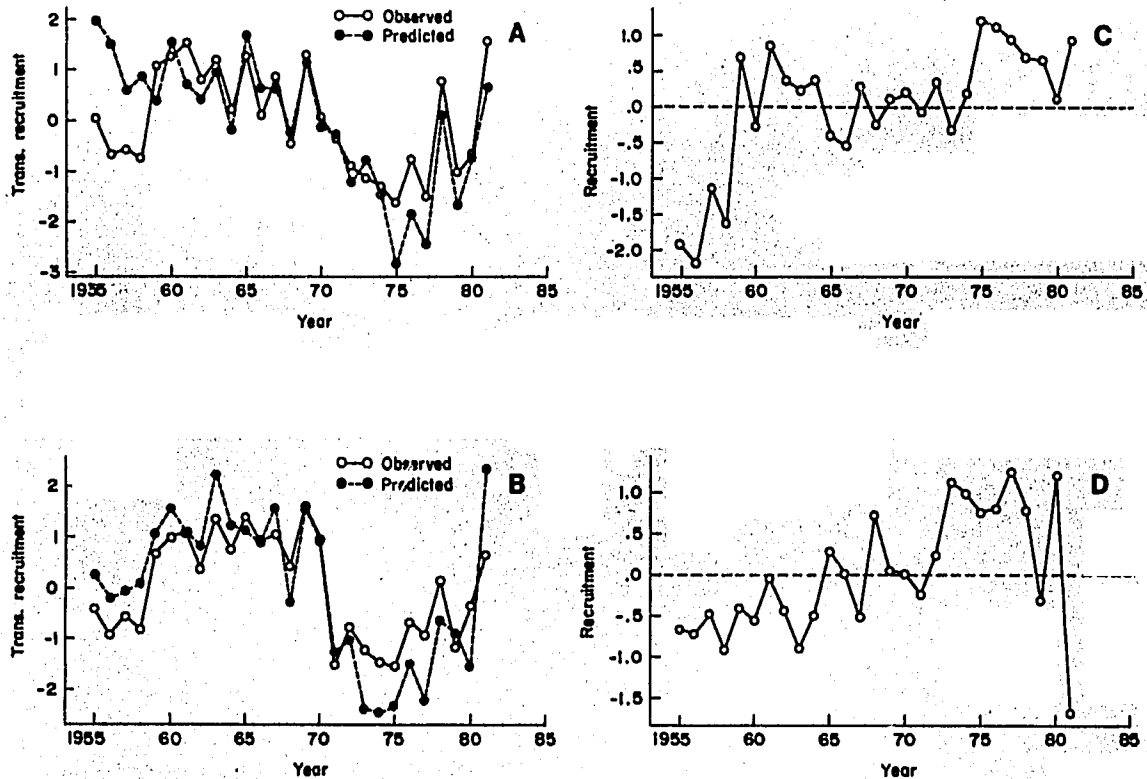 Observed
Predicted
A
Trans. recruitment
2
1
0
-1
-2
-3
1935 60 65 70 75 80 85
Year
C
Recruitment
1.0
.5
.0
-.5
-1.0
-1.5
-2.0
1955 60 65 70 75 80 85
Year
Observed
Predicted
B
Trans. recruitment
2
1
0
-1
-2
1955 60 65 70 75 80 85
Year
D
Recruitment
1.0
.5
.0
-.5
-1.0
-1.5
1955 60 65 70 75 80 85
Year